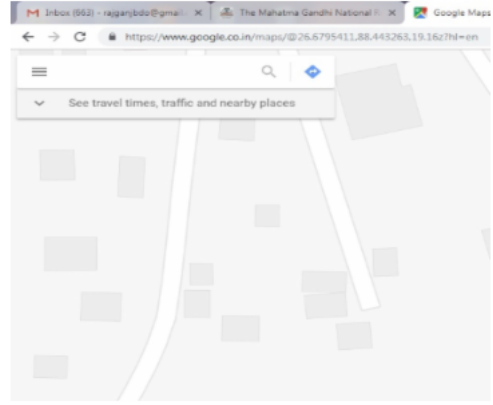 Inbox (663) - rajganjbdo@gmail. The Mahatma Gandhi National R Google Maps
https://www.google.co.in/maps/@26.6795411,88.443263,19.16z?hl=en
See travel times, traffic and nearby places